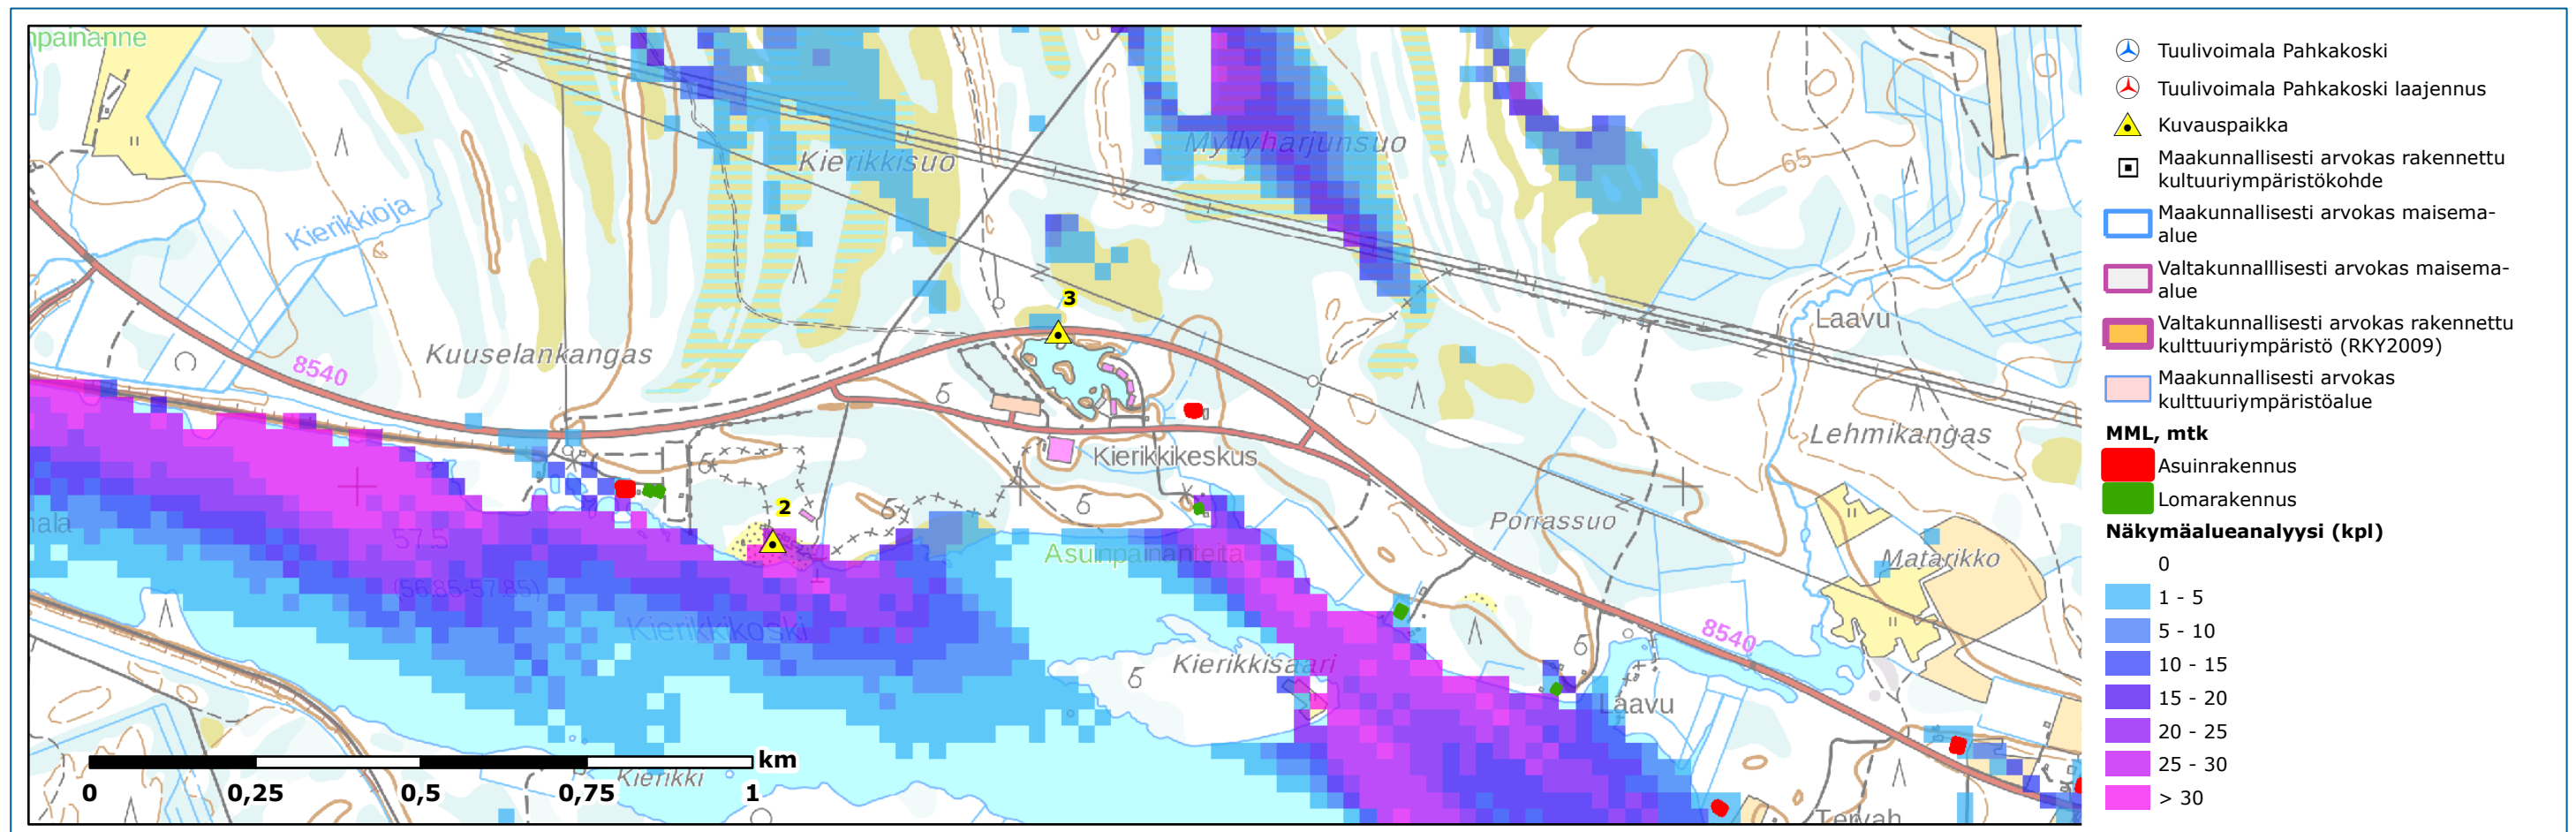 npainanne
Kierikkisuo
Myllyharjunsuo
65
Kierikkioja
3
Laavu
Kuuselankangas
8540
Kierikkikeskus
Lehmikangas
2
57.5
Asuinpainanteita
Porrassuo
Matarikko
(56.85-57.85)
Kierikkikoski
Kierikkisaari
8540
Laavu
km
Kierikki
0
0,25
0,5
0,75
1
Tuulivoimala Pahkakoski
Tuulivoimala Pahkakoski laajennus
Kuvauspaikka
Maakunnallisesti arvokas rakennettu
kultuuriympäristökohde
Maakunnallisesti arvokas maisema-
alue
Valtakunnalllisesti arvokas maisema-
alue
Valtakunnallisesti arvokas rakennettu
kulttuuriympäristö (RKY2009)
Maakunnallisesti arvokas
kulttuuriympäristöalue
MML, mtk
Asuinrakennus
Lomarakennus
Näkymäalueanalyysi (kpl)
0
1 - 5
5 - 10
10 - 15
15 - 20
20 - 25
25 - 30
> 30